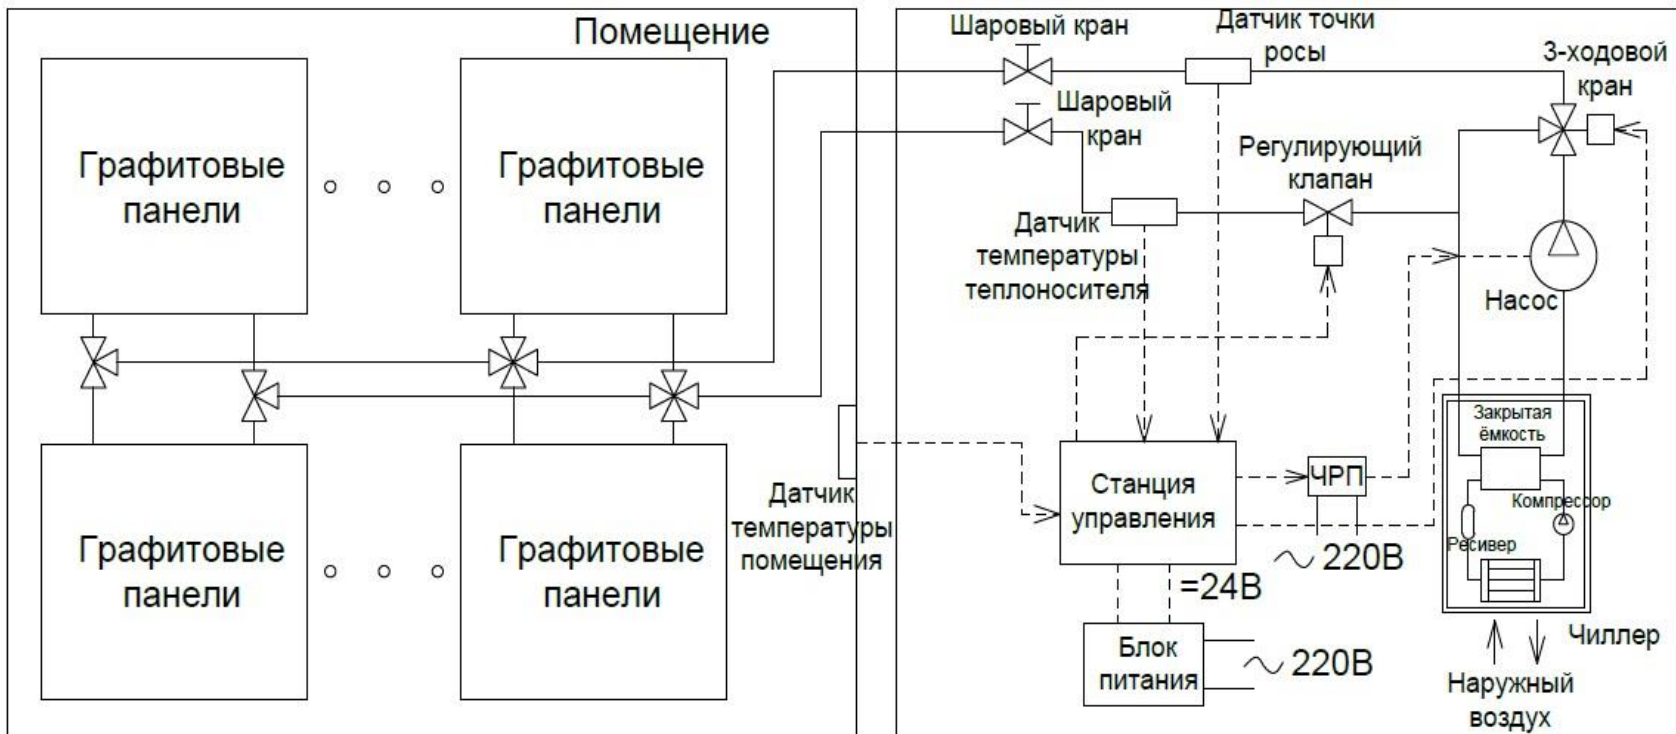 Помещение
Графитовые
панели
Графитовые
панели
Графитовые
панели
Графитовые
панели
Датчик
температуры
помещения
Шаровый кран
Датчик точки
росы
3-ходовой
кран
Шаровый
кран
Регулирующий
клапан
Датчик
температуры
теплоносителя
Насос
Станция
управления
ЧРП
220В
=24В
Блок
питания
220В
Закрытая
ёмкость
Компрессор
Ресивер
Чиллер
Наружный
воздух